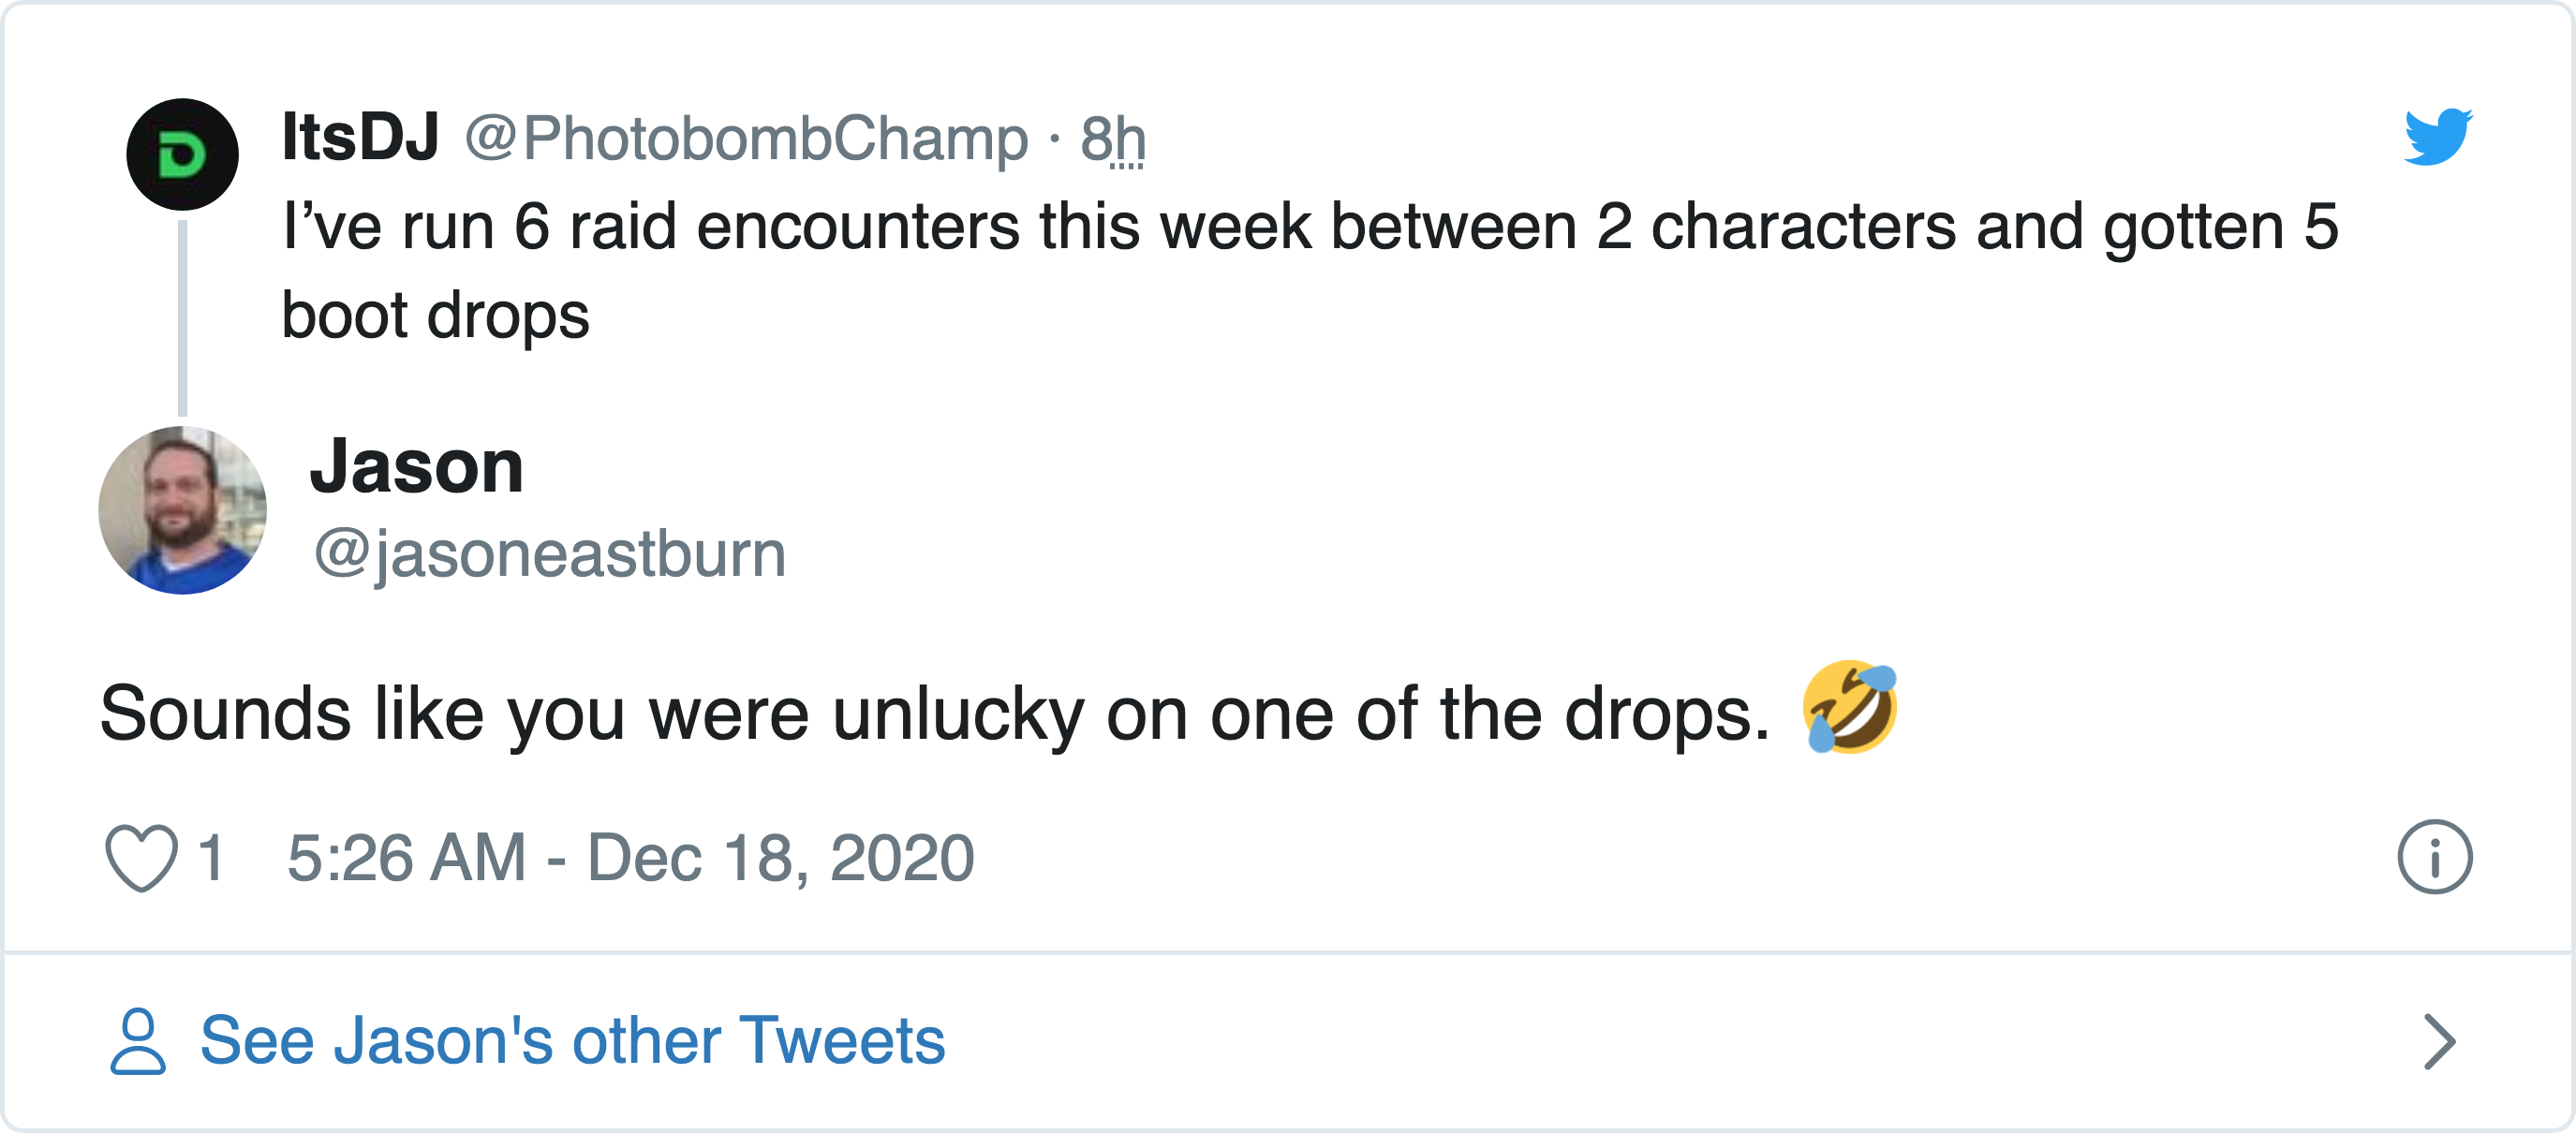 ItsDJ @PhotobombChamp · 8h
I’ve run 6 raid encounters this week between 2 characters and gotten 5
boot drops
Jason
@jasoneastburn
Sounds like you were unlucky on one of the drops. 🤣
1 5:26 AM - Dec 18, 2020
See Jason's other Tweets